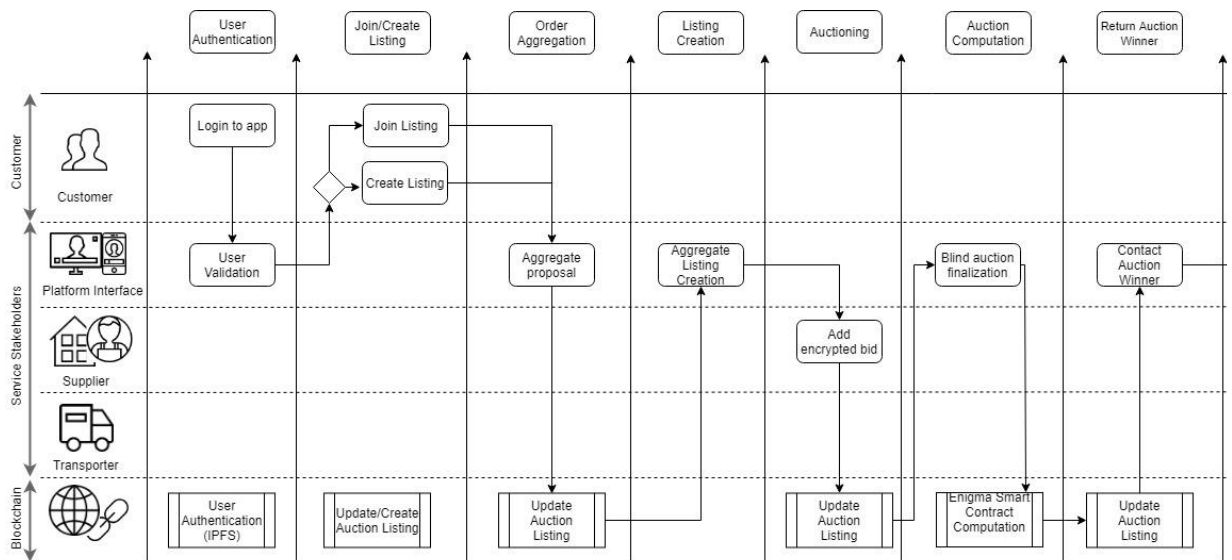 User
Authentication
Join/Create
Listing
Order
Aggregation
Listing
Creation
Auctioning
Auction
Computation
Return Auction
Winner
Customer
Customer
Login to app
Join Listing
Create Listing
Service Stakeholders
Platform Interface
User
Validation
Aggregate
proposal
Aggregate
Listing
Creation
Blind auction
finalization
Contact
Auction
Winner
Supplier
Add
encrypted bid
Transporter
Blockchain
User
Authentication
(IPFS)
Update/Create
Auction Listing
Update
Auction
Listing
Update
Auction
Listing
Enigma Smart
Contract
Computation
Update
Auction
Listing